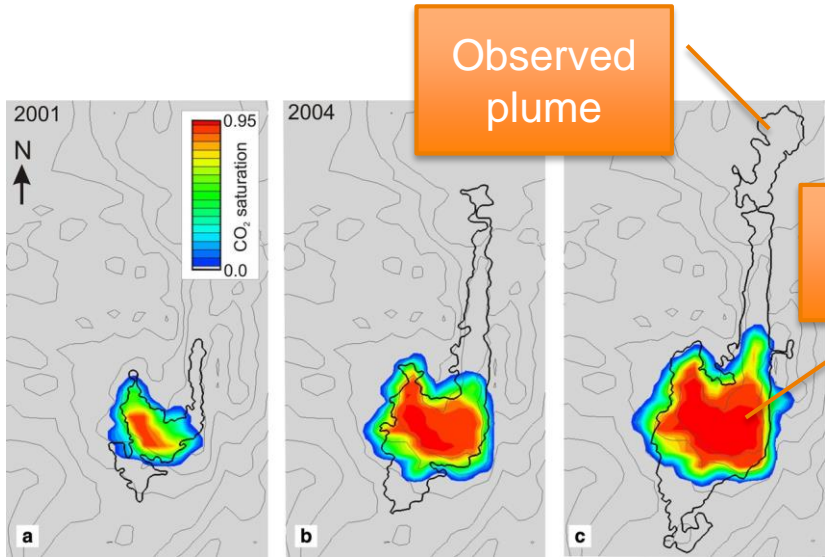 Observed
plume
2001
N
0.95
CO₂ saturation
0.0
2004
a
b
c